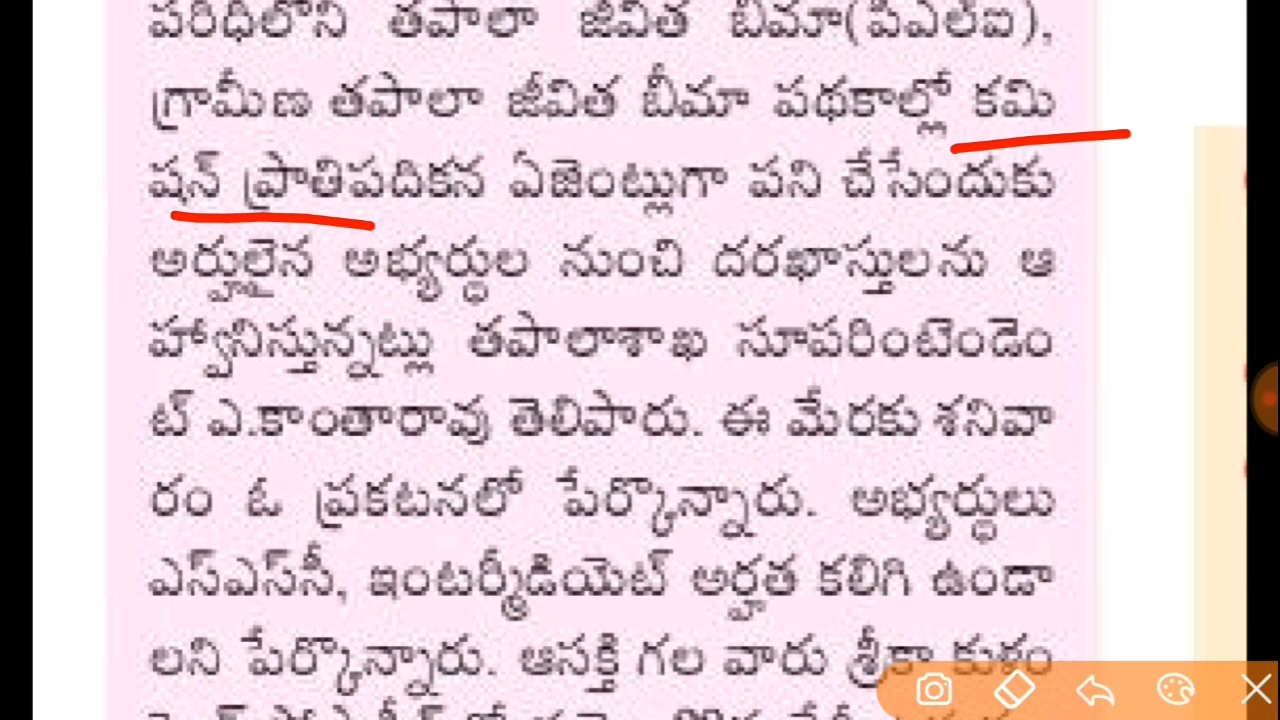 పరిధిలోని తపాలా జీవిత బీమా(పీఎల్ఐ),
గ్రామీణ తపాలా జీవిత బీమా పథకాల్లో కమి
షన్ ప్రాతిపదికన ఏజెంట్లుగా పని చేసేందుకు
అర్హులైన అభ్యర్థుల నుంచి దరఖాస్తులను ఆ
హ్వానిస్తున్నట్లు తపాలాశాఖ సూపరింటెండెం
ట్ ఎ.కాంతారావు తెలిపారు. ఈ మేరకు శనివా
రం ఓ ప్రకటనలో పేర్కొన్నారు. అభ్యర్థులు
ఎస్ఎస్‌సీ, ఇంటర్మీడియెట్ అర్హత కలిగి ఉండా
లని పేర్కొన్నారు. ఆసక్తి గల వారు శ్రీకాకుళం